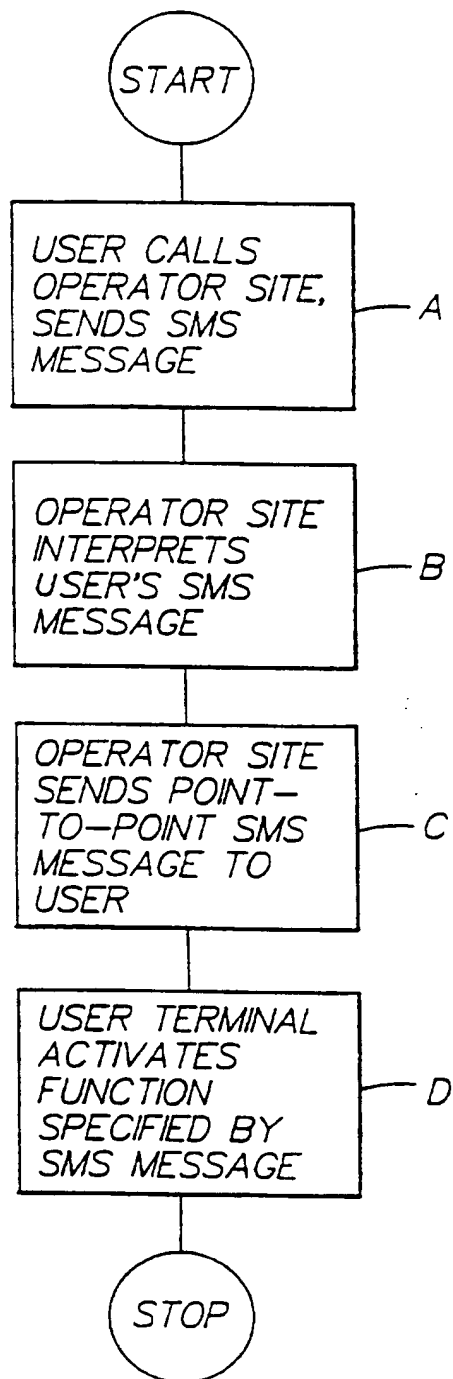 START
USER CALLS
OPERATOR SITE,
SENDS SMS
MESSAGE
A
OPERATOR SITE
INTERPRETS
USER'S SMS
MESSAGE
B
OPERATOR SITE
SENDS POINT-
TO-POINT SMS
MESSAGE TO
USER
C
USER TERMINAL
ACTIVATES
FUNCTION
SPECIFIED BY
SMS MESSAGE
D
STOP